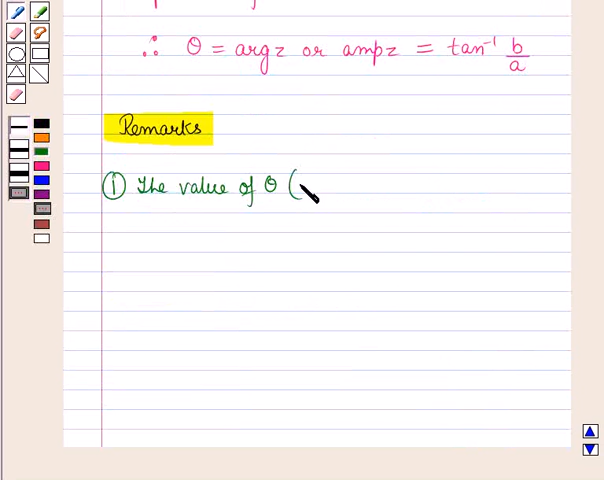 ∴ θ = arg z or amp z = tan⁻¹ b/a
Remarks
① The value of θ (